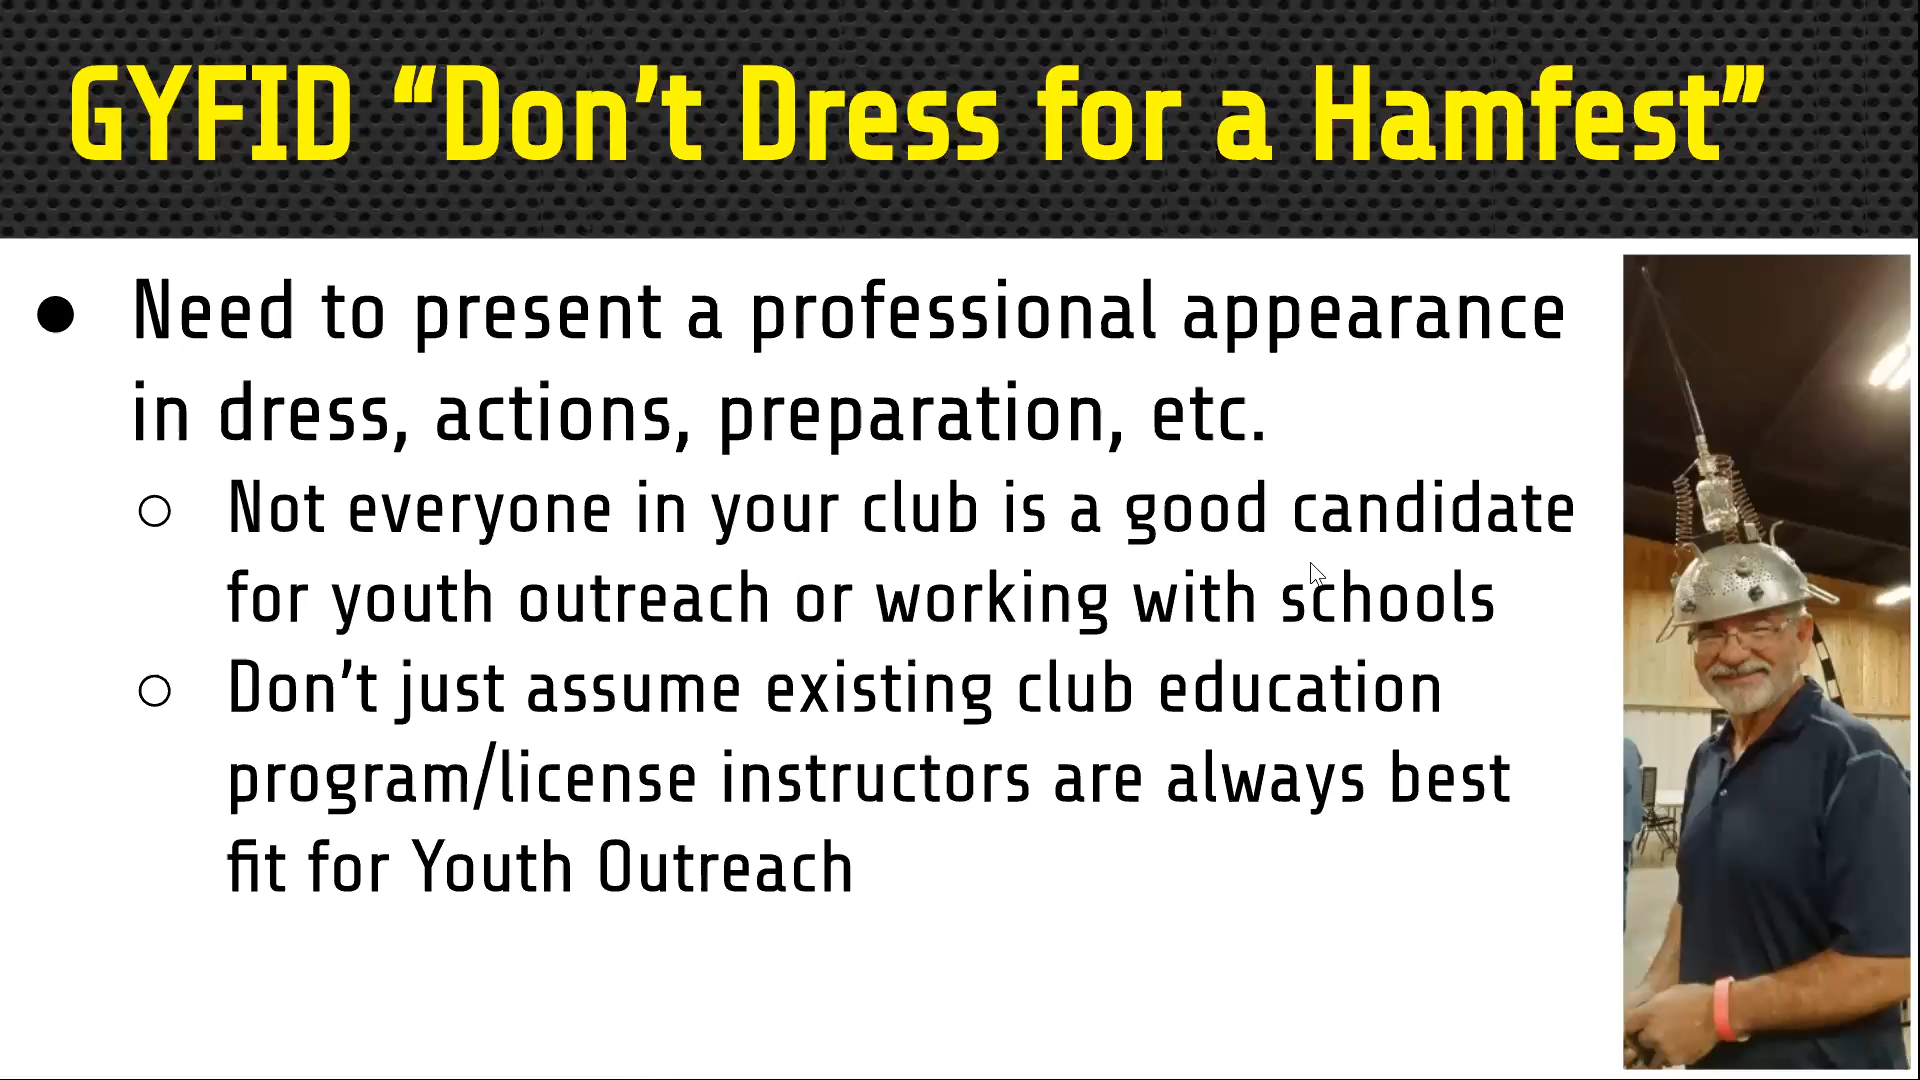 GYFID “Don’t Dress for a Hamfest”
● Need to present a professional appearance
in dress, actions, preparation, etc.
○ Not everyone in your club is a good candidate
for youth outreach or working with schools
○ Don’t just assume existing club education
program/license instructors are always best
fit for Youth Outreach